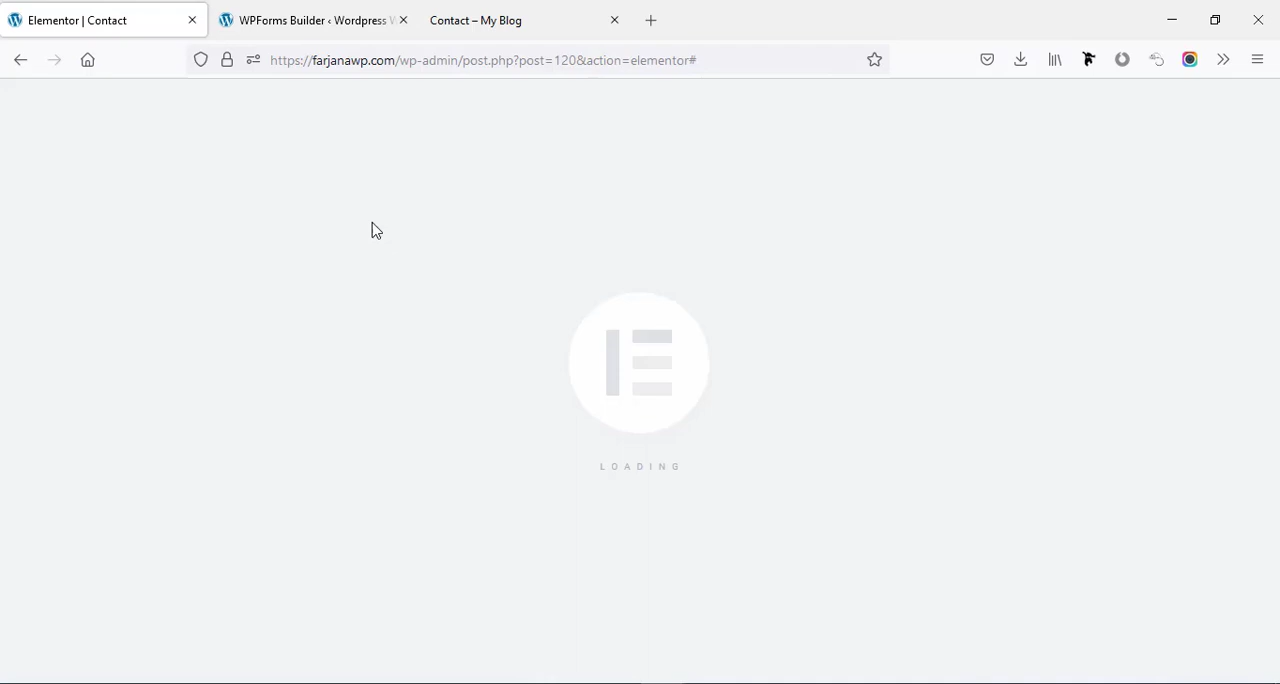 Elementor | Contact
WPForms Builder ‹ Wordpress W
Contact – My Blog
https://farjanawp.com/wp-admin/post.php?post=120&action=elementor#
LOADING